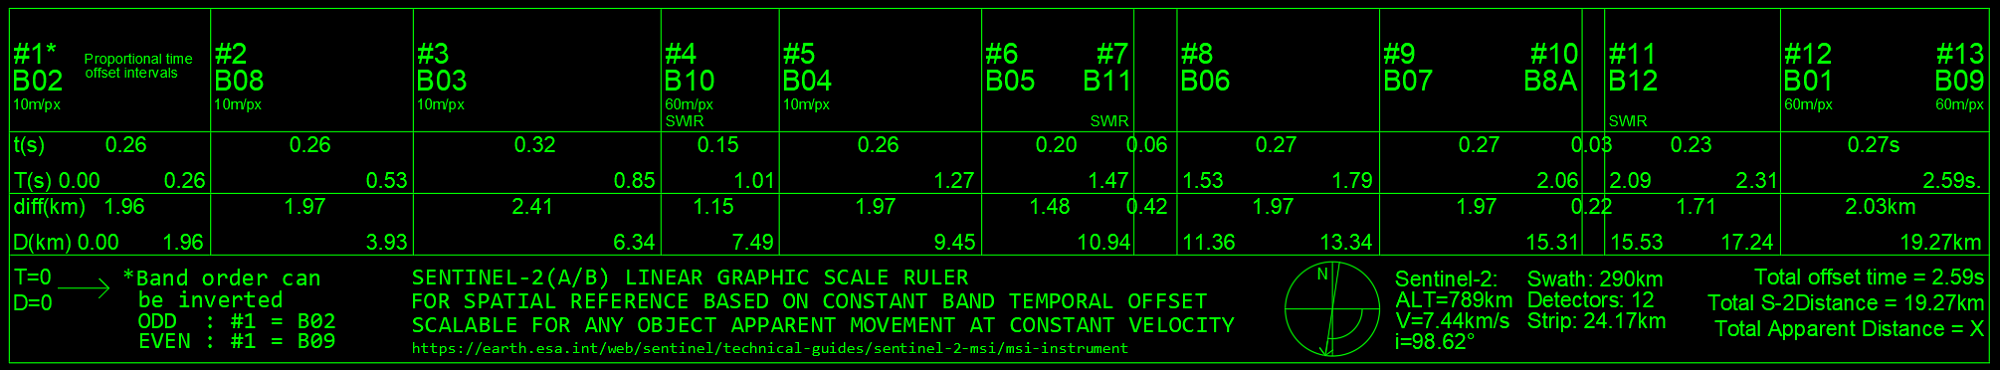 #1* Proportional time #2 #3 #4 #5 #6 #7 #8 #9 #10 #11 #12 #13
offset intervals
B02 B08 B03 B10 B04 B05 B11 B06 B07 B8A B12 B01 B09
10m/px 10m/px 10m/px 60m/px 10m/px 60m/px 60m/px
SWIR SWIR SWIR
t(s) 0.26 0.26 0.32 0.15 0.26 0.20 0.06 0.27 0.27 0.03 0.23 0.27s
T(s) 0.00 0.26 0.53 0.85 1.01 1.27 1.47 1.53 1.79 2.06 2.09 2.31 2.59s.
diff(km) 1.96 1.97 2.41 1.15 1.97 1.48 0.42 1.97 1.97 0.22 1.71 2.03km
D(km) 0.00 1.96 3.93 6.34 7.49 9.45 10.94 11.36 13.34 15.31 15.53 17.24 19.27km
T=0
D=0
*Band order can
be inverted
ODD : #1 = B02
EVEN : #1 = B09
SENTINEL-2(A/B) LINEAR GRAPHIC SCALE RULER
FOR SPATIAL REFERENCE BASED ON CONSTANT BAND TEMPORAL OFFSET
SCALABLE FOR ANY OBJECT APPARENT MOVEMENT AT CONSTANT VELOCITY
https://earth.esa.int/web/sentinel/technical-guides/sentinel-2-msi/msi-instrument
N
Sentinel-2:
ALT=789km
V=7.44km/s
i=98.62°
Swath: 290km
Detectors: 12
Strip: 24.17km
Total offset time = 2.59s
Total S-2Distance = 19.27km
Total Apparent Distance = X